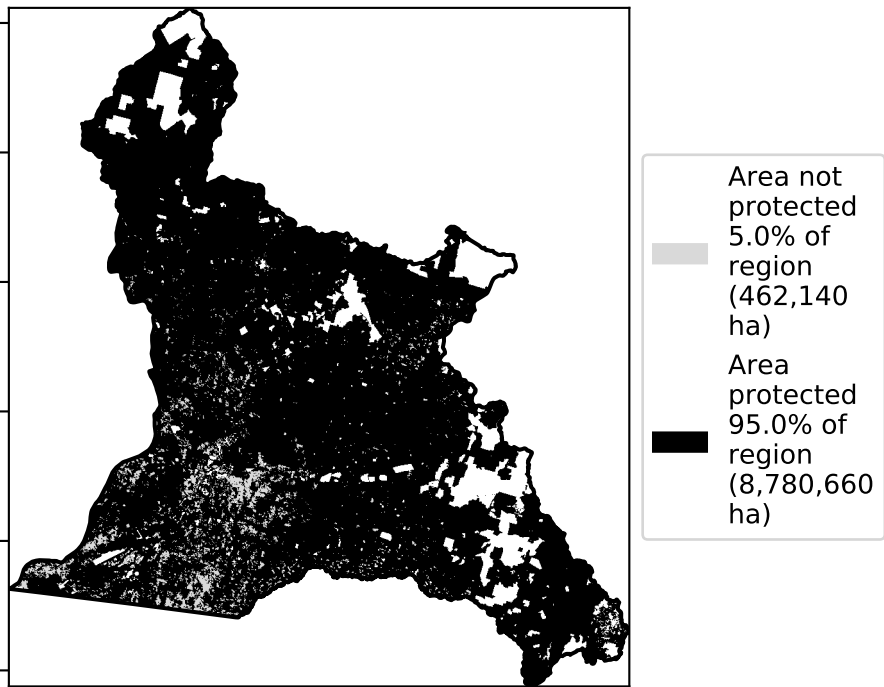 Area not
protected
5.0% of
region
(462,140
ha)
Area
protected
95.0% of
region
(8,780,660
ha)